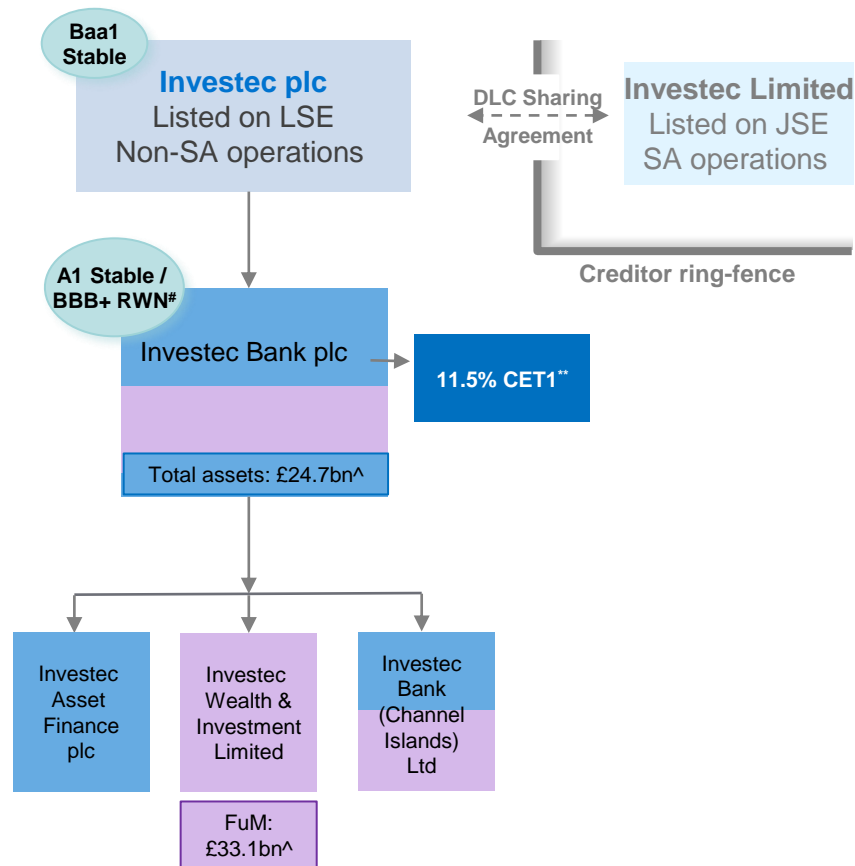 Baa1
Stable
Investec plc
Listed on LSE
Non-SA operations
DLC Sharing
Agreement
Investec Limited
Listed on JSE
SA operations
Creditor ring-fence
A1 Stable /
BBB+ RWN#
Investec Bank plc
11.5% CET1**
Total assets: £24.7bn^
Investec
Asset
Finance
plc
Investec
Wealth &
Investment
Limited
Investec
Bank
(Channel
Islands)
Ltd
FuM:
£33.1bn^